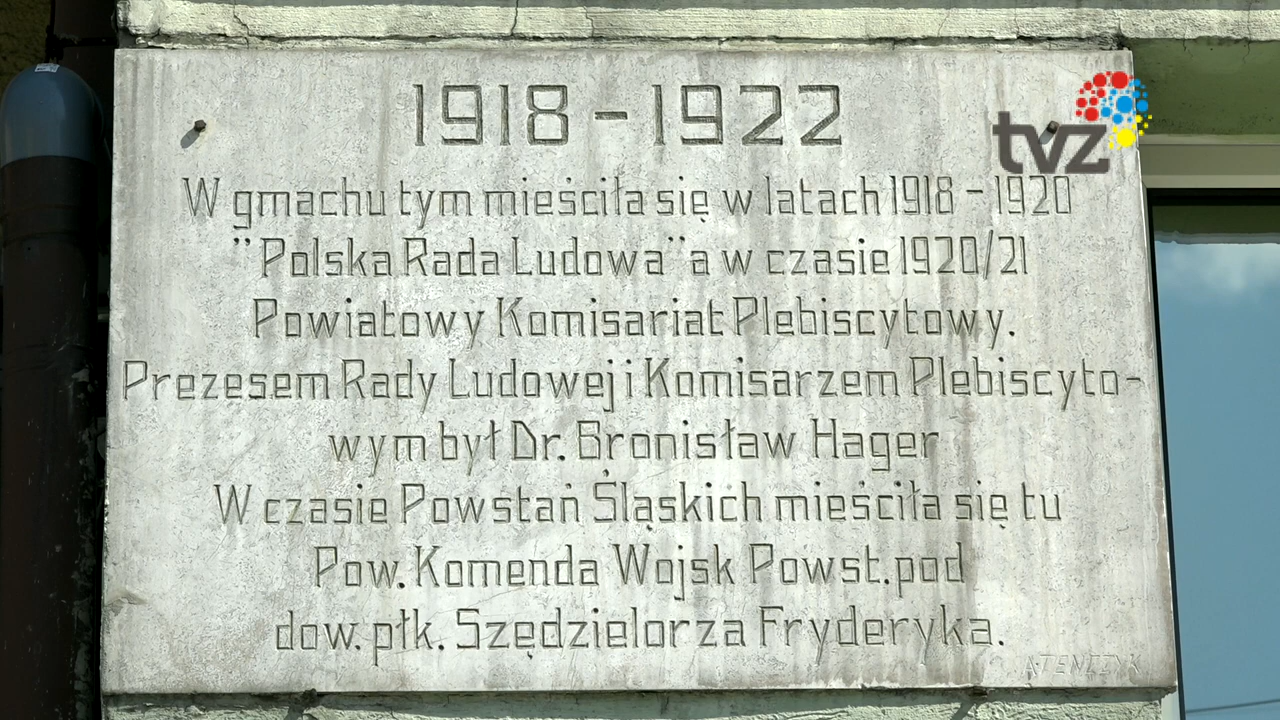 1918 – 1922
tvz
W gmachu tym mieściła się w latach 1918 – 1920
"Polska Rada Ludowa" a w czasie 1920/21
Powiatowy Komisariat Plebiscytowy.
Prezesem Rady Ludowej i Komisarzem Plebiscyto-
wym był Dr. Bronisław Hager
W czasie Powstań Śląskich mieściła się tu
Pow. Komenda Wojsk Powst. pod
dow. płk. Szędzielorza Fryderyka.
A. TEMCZYK